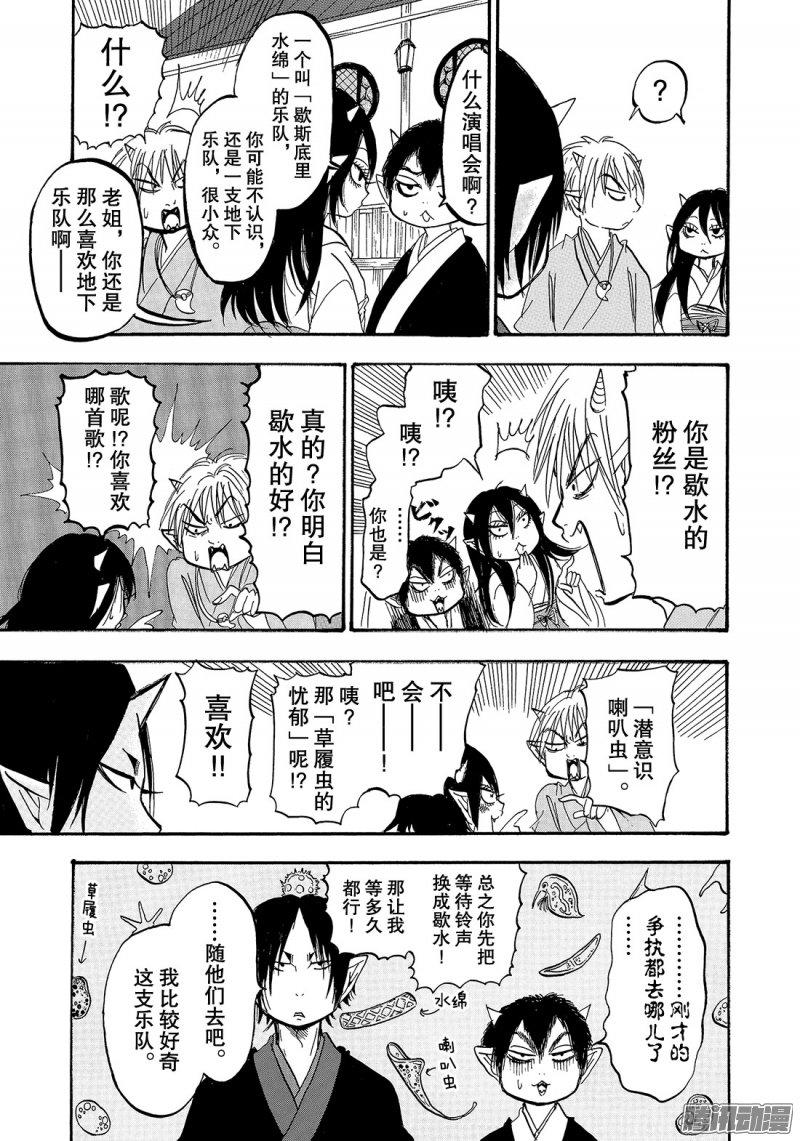 ?
什么演唱会啊?
一个叫「歇斯底里
水绵」的乐队,
你可能不认识,
还是一支地下
乐队,很小众。
什么!?
老姐,你还是
那么喜欢地下
乐队啊——
你是歇水的
粉丝!?
咦!?
咦!?
……
你也是?
真的?你明白
歇水的好!?
歌呢!?你喜欢
哪首歌!?
「潜意识
喇叭虫」。
不——
会——
吧——!
咦?
那「草履虫的
忧郁」呢!?
喜欢!!
……刚才的
争执都去哪儿了
……
总之你先把
等待铃声
换成歇水!
那让我
等多久
都行!
……随他们去吧。
我比较好奇
这支乐队。
草履虫
水绵
喇叭虫
腾讯动漫